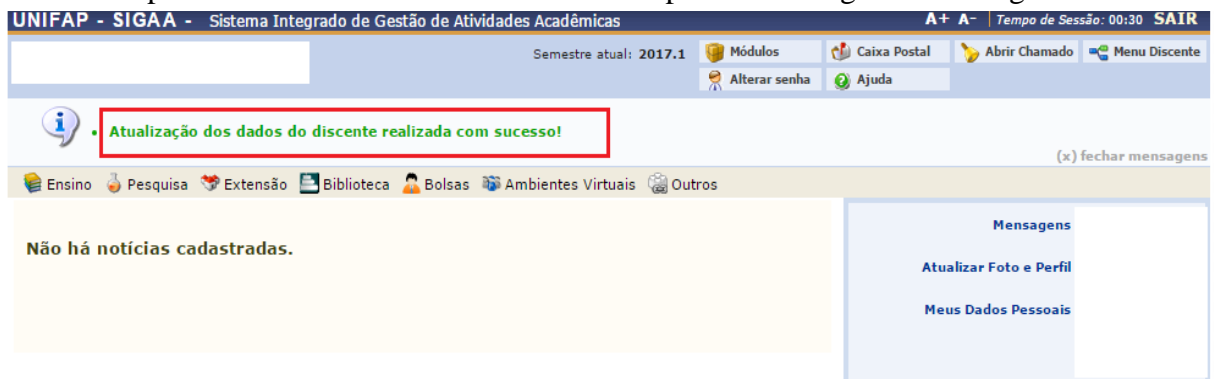 UNIFAP - SIGAA - Sistema Integrado de Gestão de Atividades Acadêmicas A+ A- | Tempo de Sessão: 00:30 SAIR
Semestre atual: 2017.1 Módulos Caixa Postal Abrir Chamado Menu Discente
Alterar senha Ajuda
• Atualização dos dados do discente realizada com sucesso!
(x) fechar mensagens
Ensino Pesquisa Extensão Biblioteca Bolsas Ambientes Virtuais Outros
Mensagens
Não há notícias cadastradas.
Atualizar Foto e Perfil
Meus Dados Pessoais